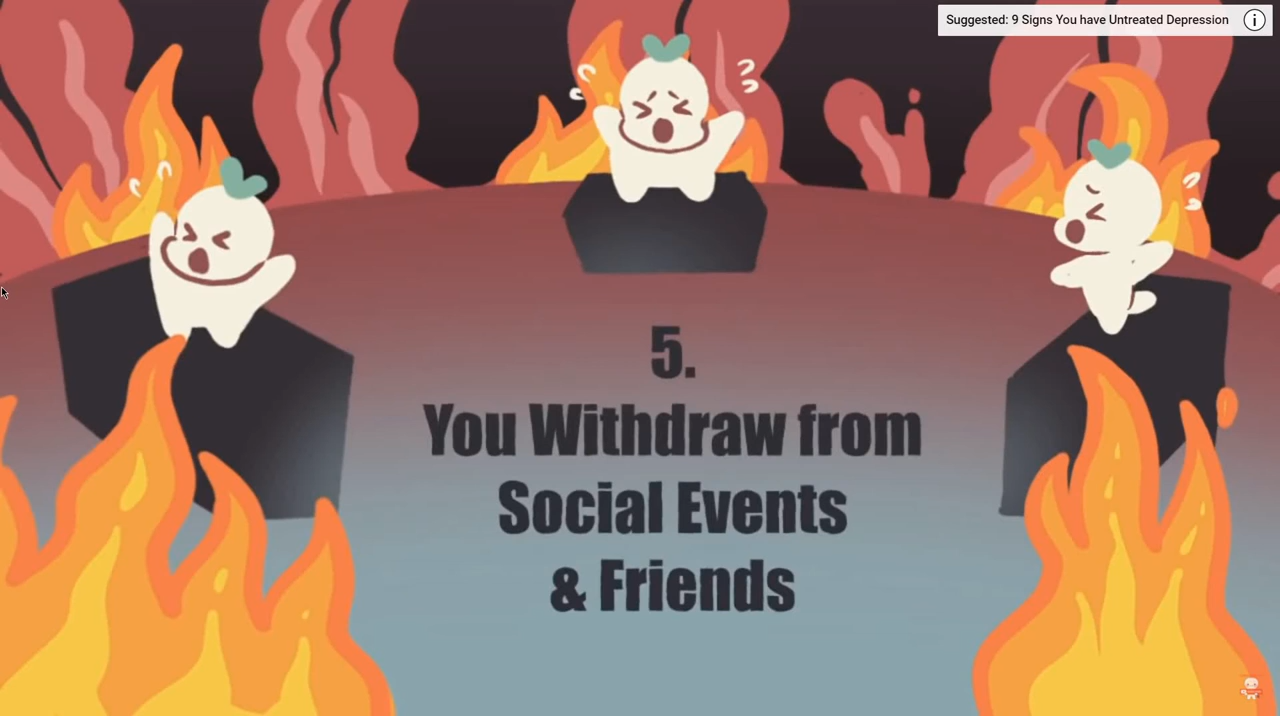 Suggested: 9 Signs You have Untreated Depression
5.
You Withdraw from
Social Events
& Friends